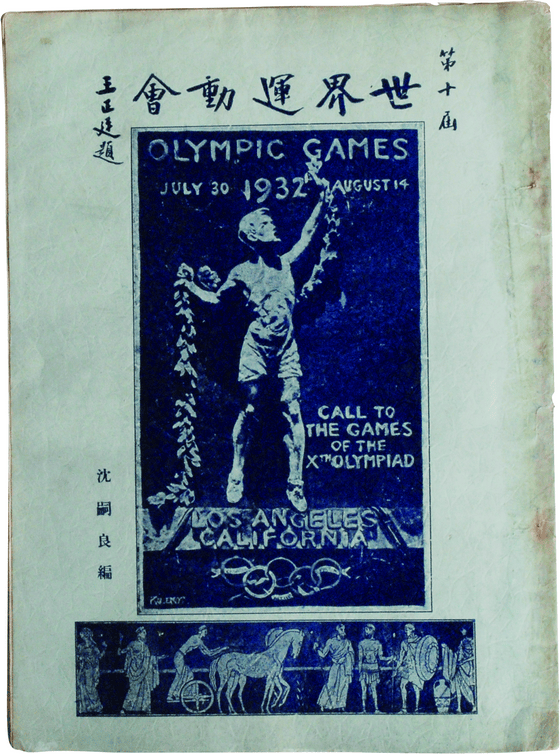 第十屆
會動運界世
王正廷題
OLYMPIC GAMES
JULY 30 1932 AUGUST 14
CALL TO
THE GAMES
OF THE
XTH OLYMPIAD
LOS ANGELES
CALIFORNIA
沈嗣良編